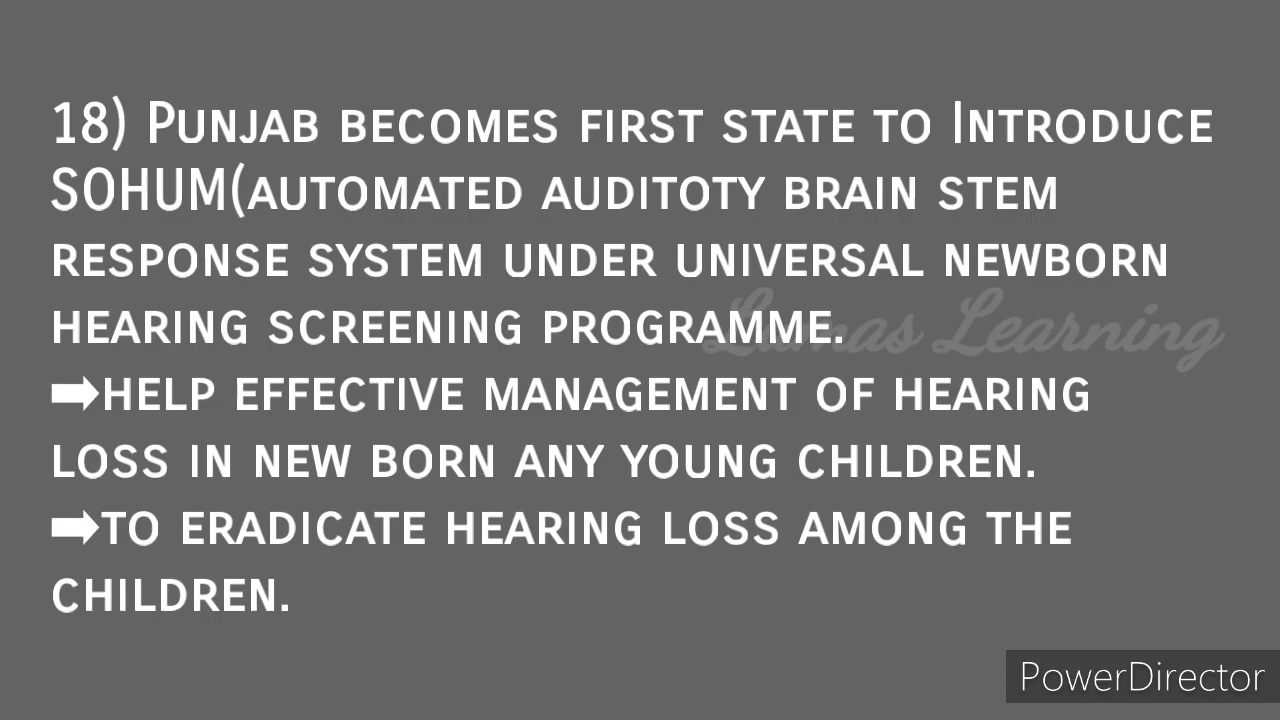 18) Punjab becomes first state to Introduce
SOHUM(automated auditoty brain stem
response system under universal newborn
hearing screening programme.
Lamas Learning
➡help effective management of hearing
loss in new born any young children.
➡to eradicate hearing loss among the
children.
PowerDirector